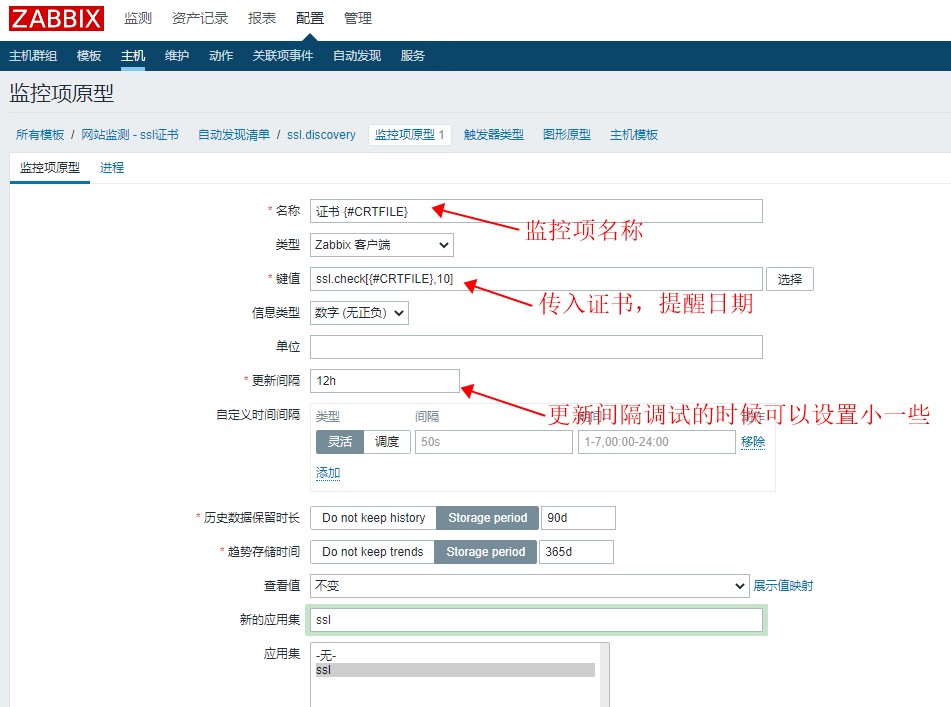 ZABBIX 监测 资产记录 报表 配置 管理
主机群组 模板 主机 维护 动作 关联项事件 自动发现 服务
监控项原型
所有模板 / 网站监测 - ssl证书 自动发现清单 / ssl.discovery 监控项原型 1 触发器类型 图形原型 主机模板
监控项原型 进程
* 名称 证书 {#CRTFILE}
监控项名称
类型 Zabbix 客户端
* 键值 ssl.check[{#CRTFILE},10] 选择
传入证书，提醒日期
信息类型 数字 (无正负)
单位
* 更新间隔 12h
更新间隔调试的时候可以设置小一些
自定义时间间隔 类型 间隔
灵活 调度 50s 1-7,00:00-24:00 移除
添加
* 历史数据保留时长 Do not keep history Storage period 90d
* 趋势存储时间 Do not keep trends Storage period 365d
查看值 不变 展示值映射
新的应用集 ssl
应用集 -无-
ssl